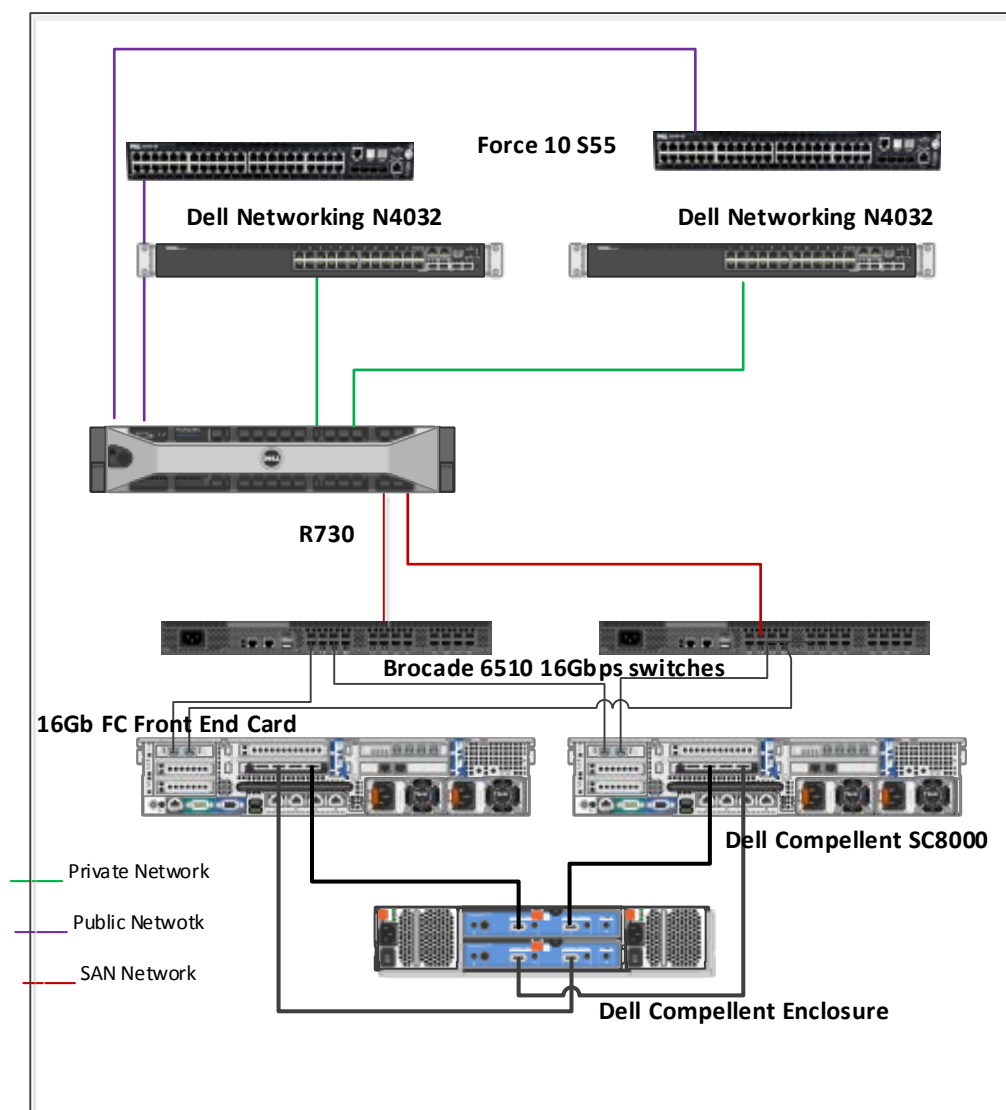 Force 10 S55
Dell Networking N4032
Dell Networking N4032
R730
Brocade 6510 16Gbps switches
16Gb FC Front End Card
Dell Compellent SC8000
Private Network
Public Netwotk
SAN Network
Dell Compellent Enclosure